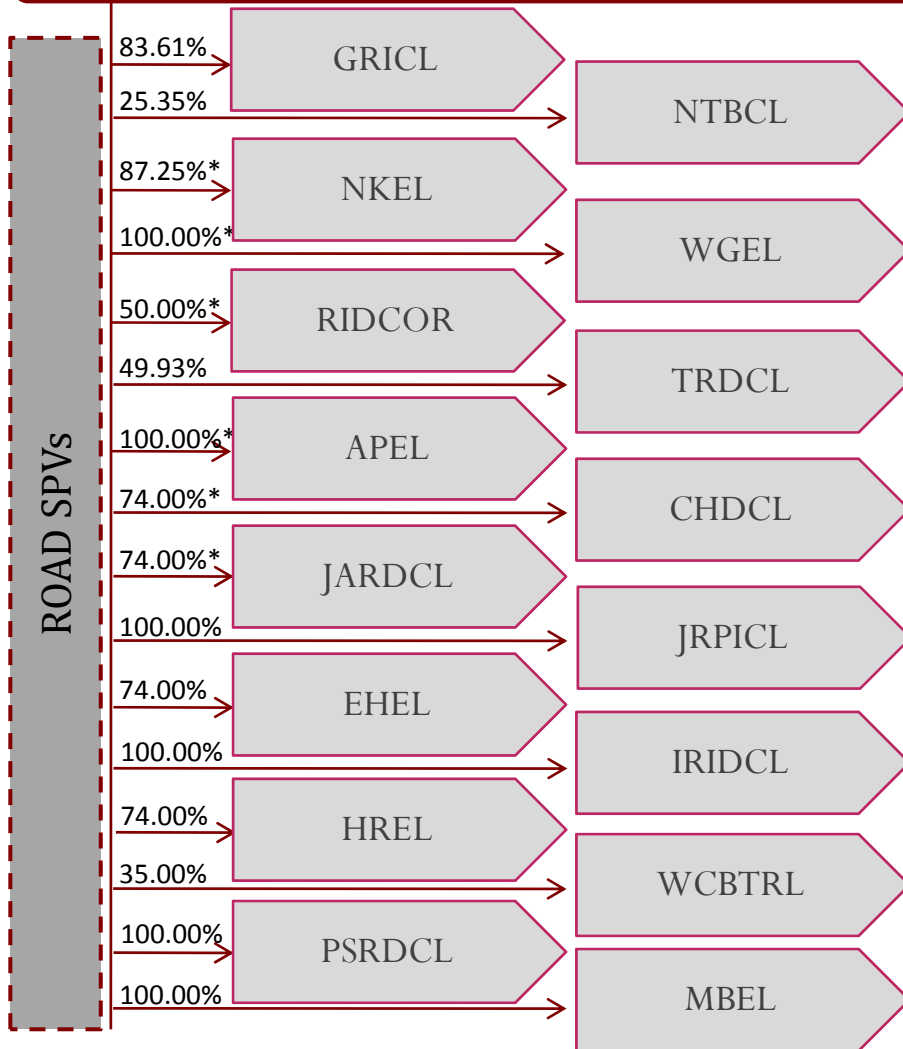 ROAD SPVs
83.61%
GRICL
25.35%
NTBCL
87.25%*
NKEL
100.00%*
WGEL
50.00%*
RIDCOR
49.93%
TRDCL
100.00%*
APEL
74.00%*
CHDCL
74.00%*
JARDCL
100.00%
JRPICL
74.00%
EHEL
100.00%
IRIDCL
74.00%
HREL
35.00%
WCBTRL
100.00%
PSRDCL
100.00%
MBEL